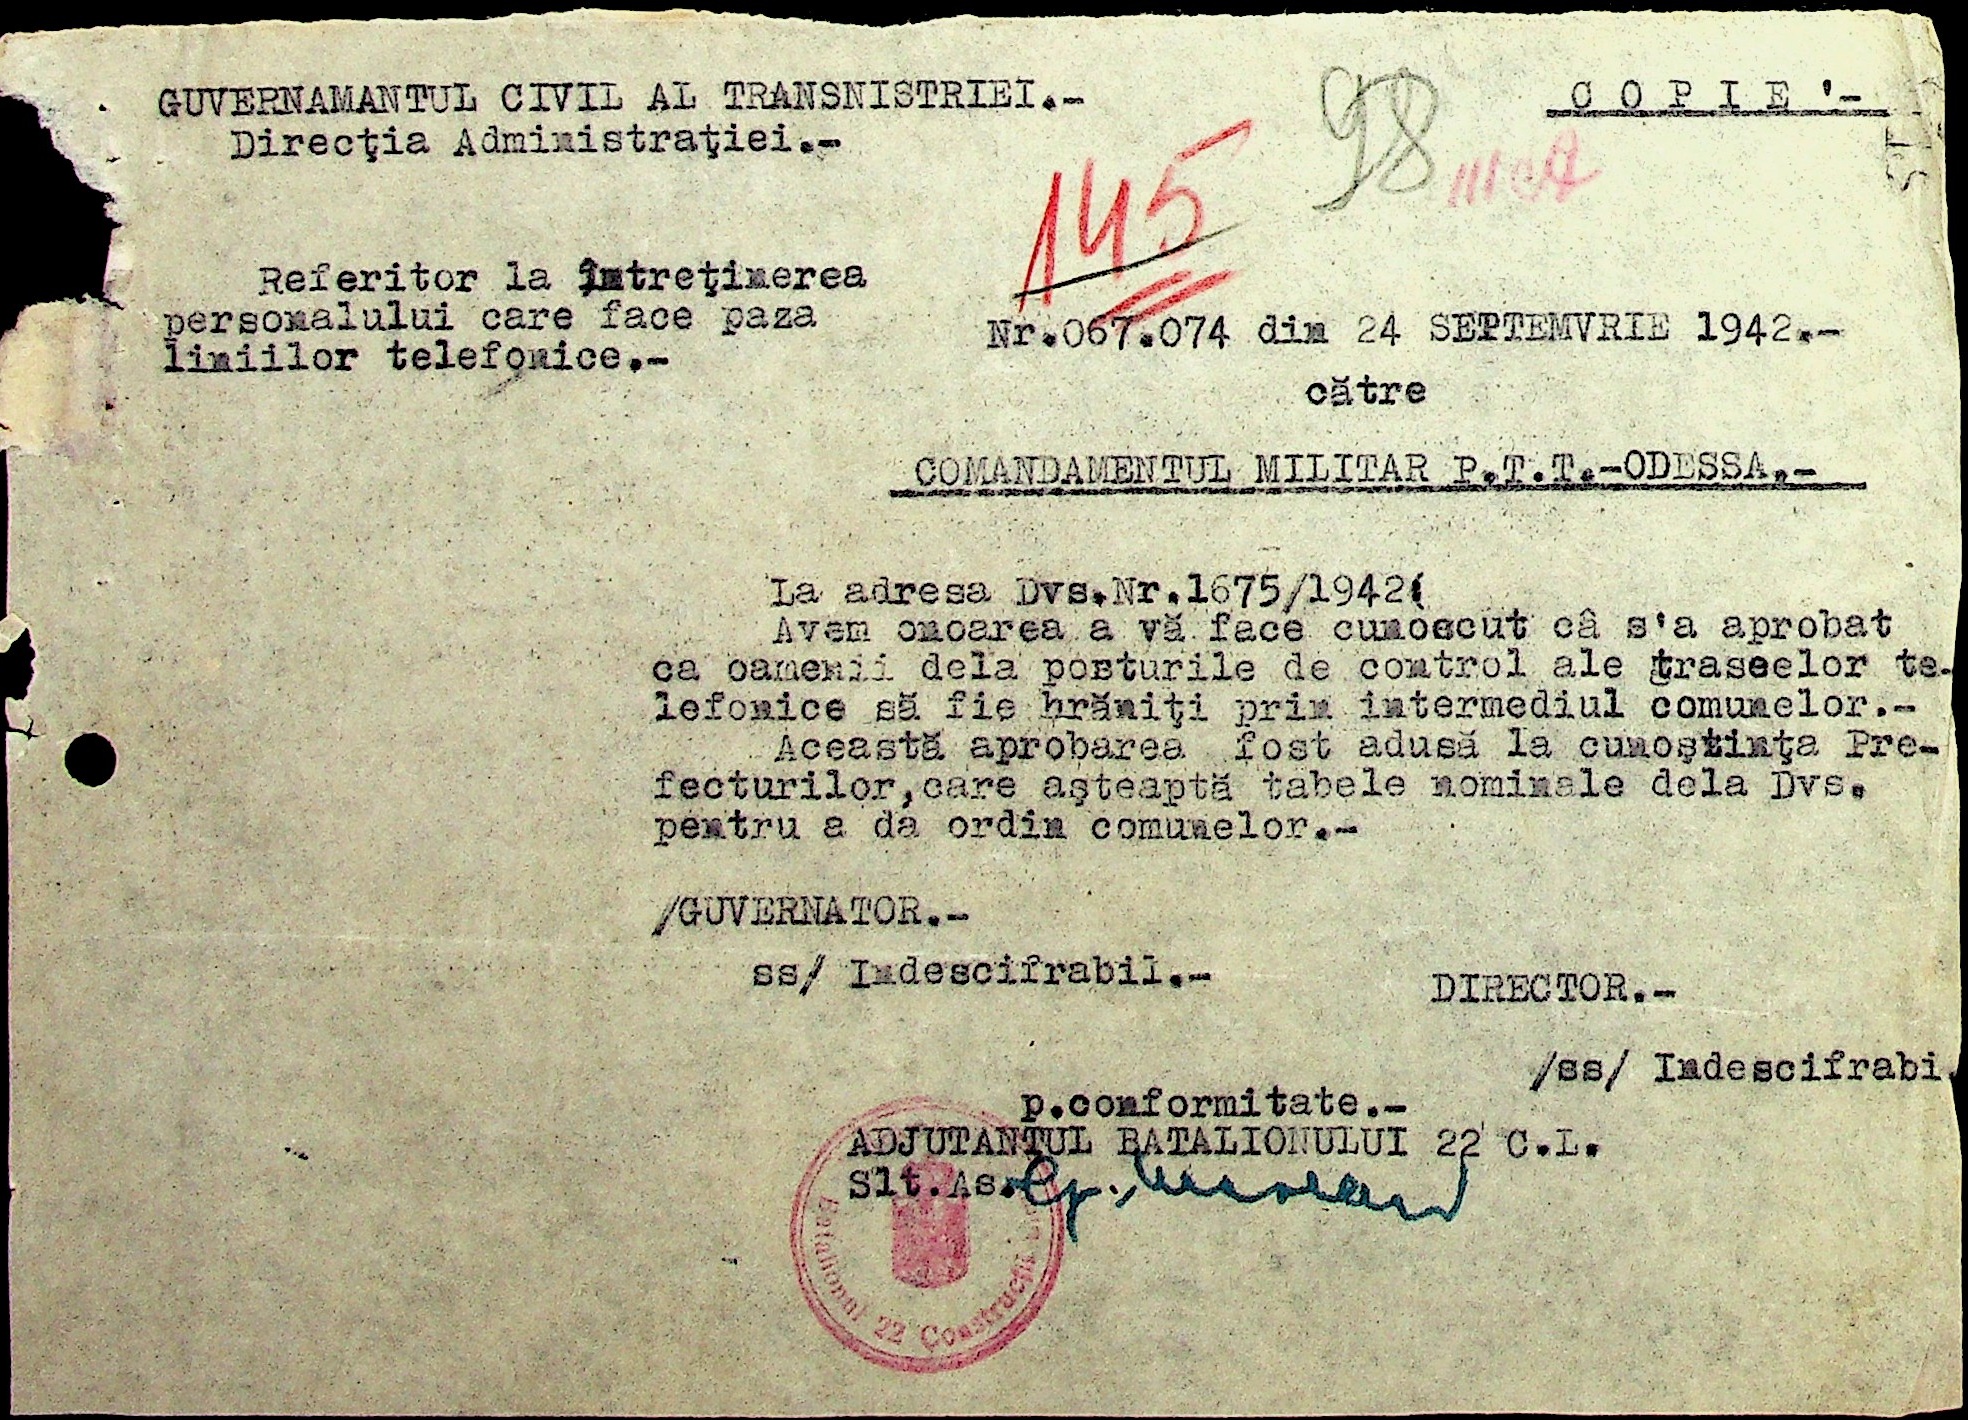 GUVERNAMANTUL CIVIL AL TRANSNISTRIEI.-
C O P I E '-
Direcţia Administraţiei.-
98
145
Referitor la întreţinerea
personalului care face paza
liniilor telefonice.-
Nr.067.074 din 24 SEPTEMVRIE 1942.-
către
COMANDAMENTUL MILITAR P.T.T.-ODESSA.-
La adresa Dvs.Nr.1675/1942(
Avem onoarea a vă face cunoscut câ s'a aprobat
ca oamenii dela posturile de control ale traseelor te-
lefonice să fie hrăniţi prin intermediul comunelor.-
Această aprobarea fost adusă la cunoştinţa Pre-
fecturilor,care aşteaptă tabele nominale dela Dvs.
pentru a da ordin comunelor.-
/GUVERNATOR.-
ss/ Indescifrabil.-
DIRECTOR.-
/ss/ Indescifrabi.
p.conformitate.-
ADJUTANTUL BATALIONULUI 22 C.L.
Slt.As.
Batalionul 22 Construcţii